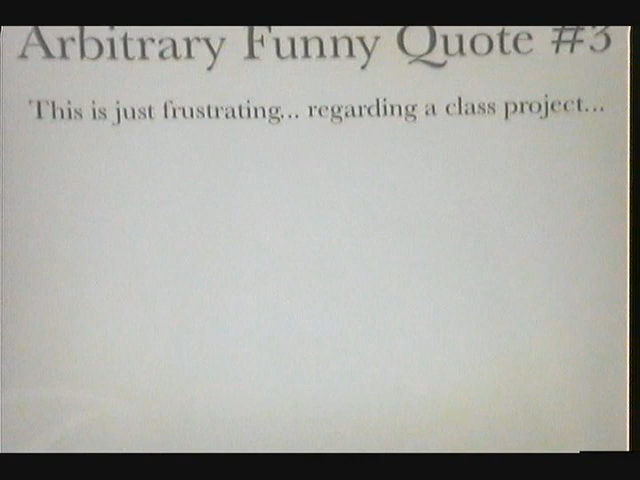 Arbitrary Funny Quote #3
This is just frustrating... regarding a class project...